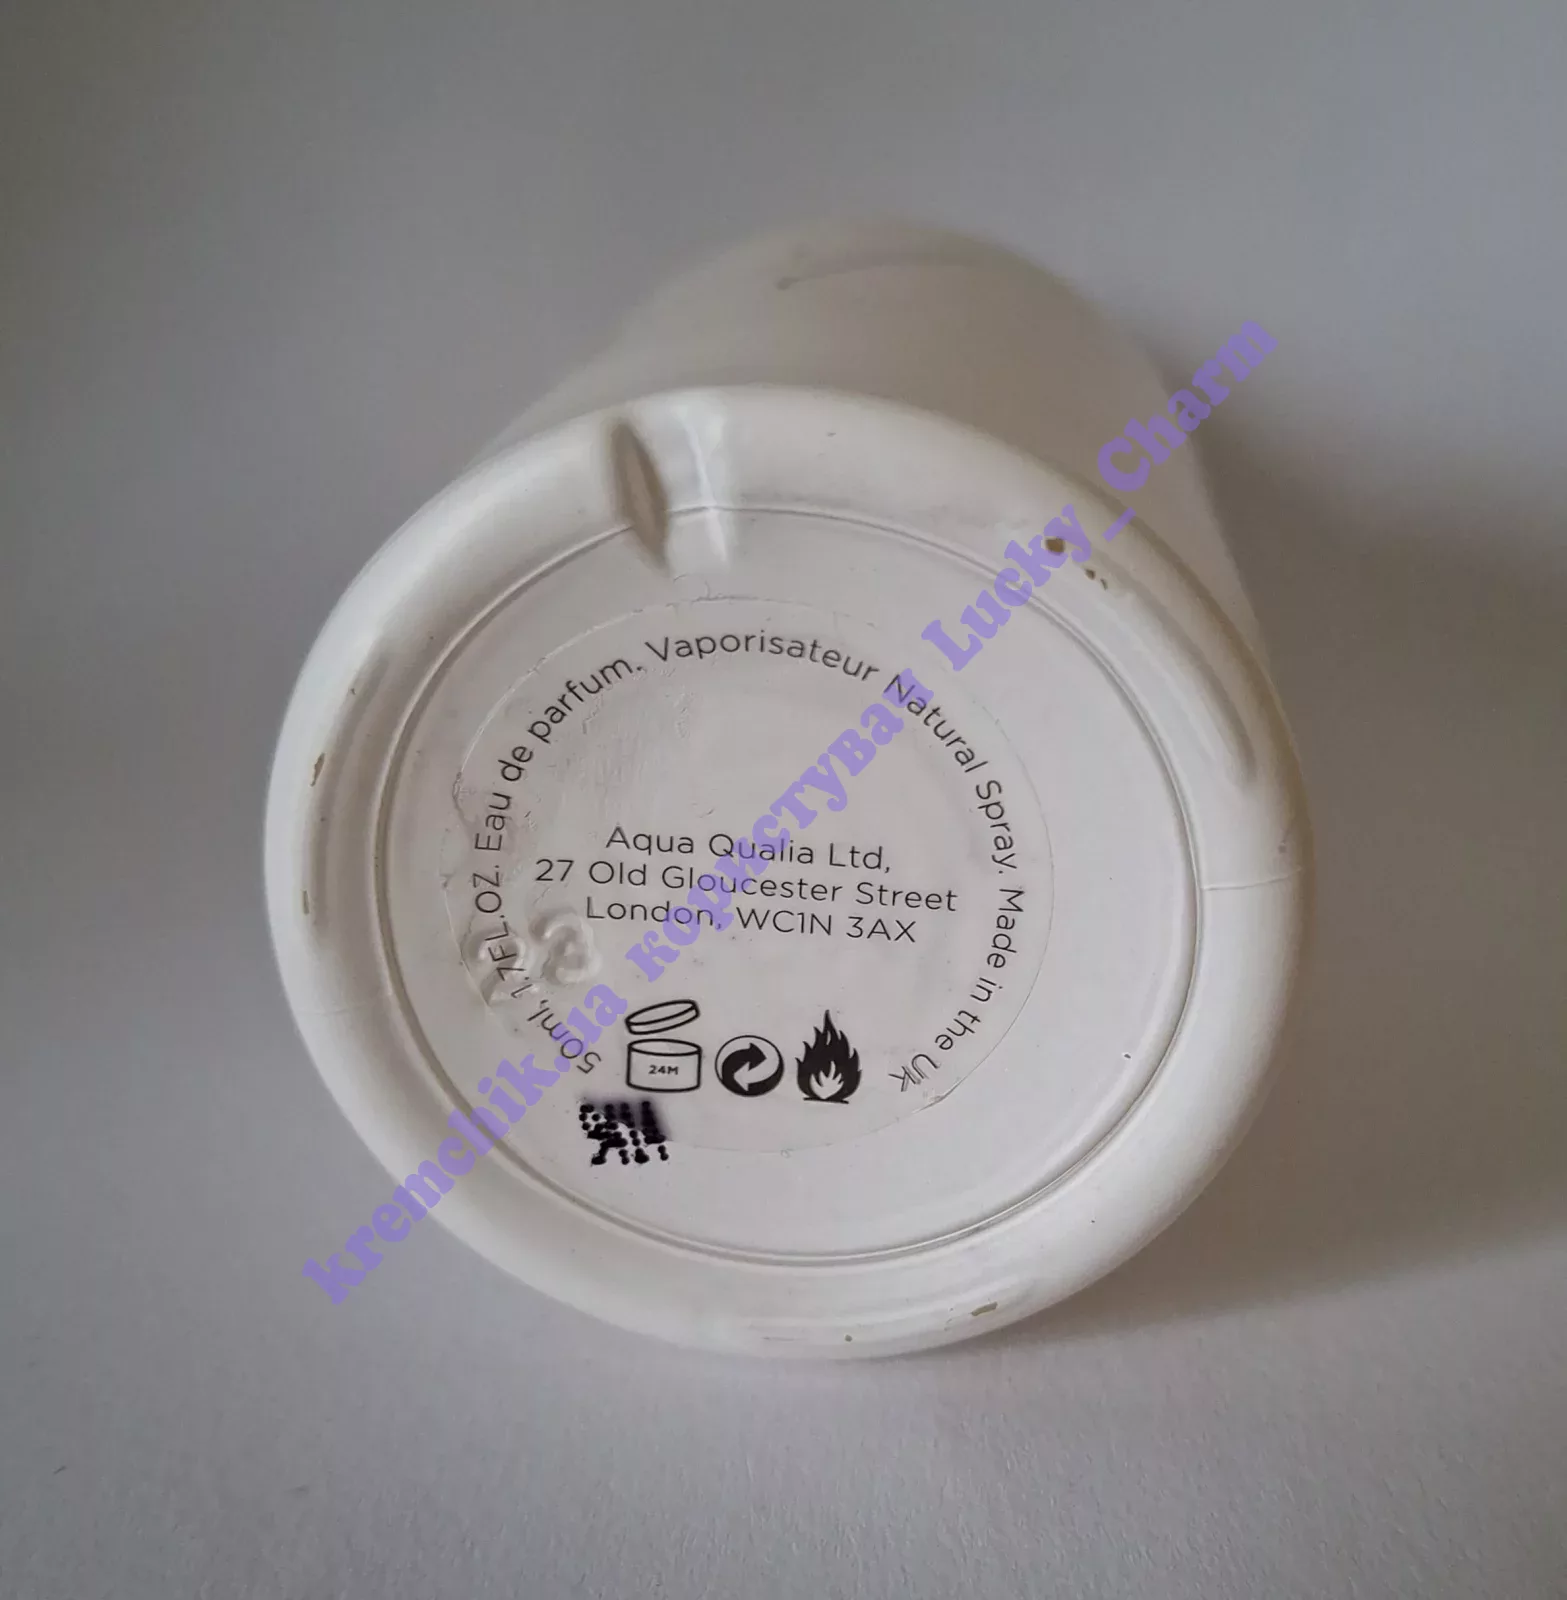 50ml, 1.7FL.OZ. Eau de parfum. Vaporisateur Natural Spray. Made in the UK
Aqua Qualia Ltd,
27 Old Gloucester Street
London, WC1N 3AX
24M
kremchik.ua користувач Lucky_Charm